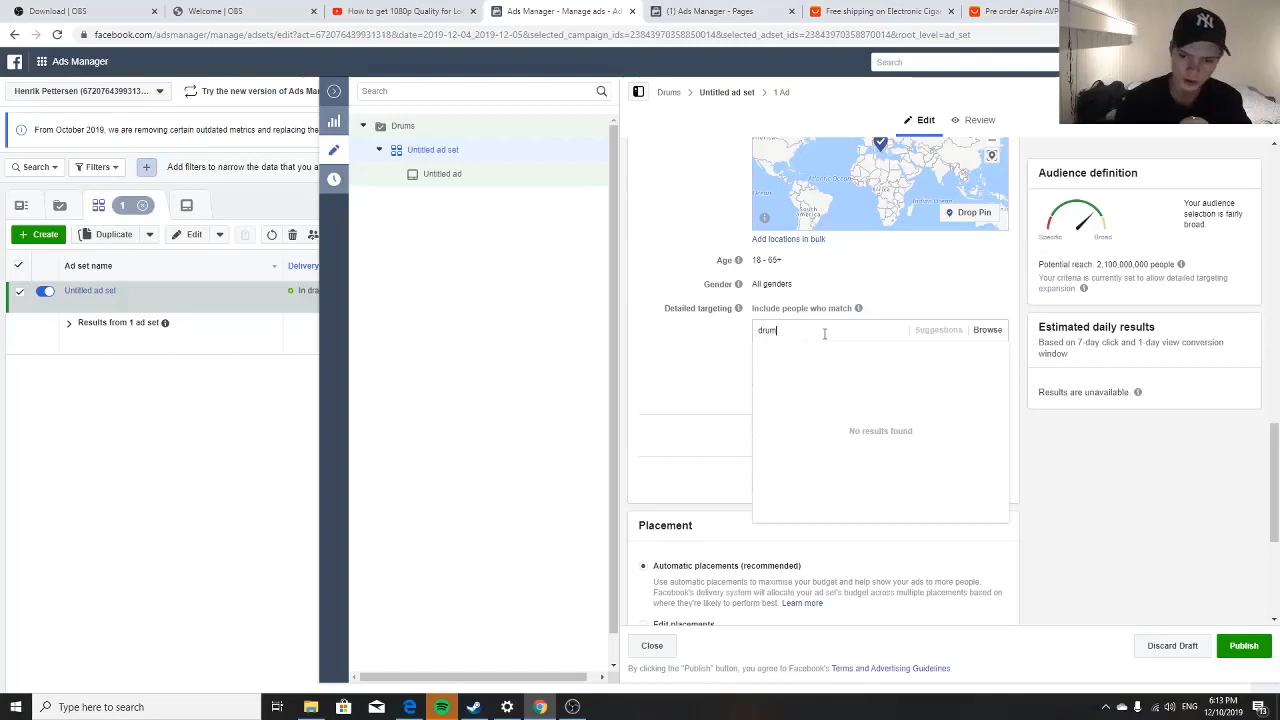 Download | OBS
Welcome | OBS
How to get 1080p Quality for Lo
Ads Manager - Manage ads - Ad
(1) Ads Manager - Pages
Free shipping on Electronic Ciga
Pre order Aspire AVP
facebook.com/adsmanager/manage/adsets/edit?act=672076439931318&date=2019-12-04_2019-12-05&selected_campaign_ids=23843970358850014&selected_adset_ids=23843970358870014&root_level=ad_set
Ads Manager
Search
Henrik Pettersen (6720764399313...
Try the new version of Ads Man
Search
Drums
Untitled ad set
1 Ad
From October 2019, we are removing certain outdated metrics and replacing the
Drums
Edit
Review
Search
Filters
Add filters to narrow the data you a
Untitled ad set
Untitled ad
1
Create
Duplicate
Edit
Ad set name
Delivery
Untitled ad set
In dra
Results from 1 ad set
Atlantic Ocean
AFRICA
SOUTH AMERICA
Indian Ocean
Drop Pin
Add locations in bulk
Age
18 - 65+
Gender
All genders
Detailed targeting
Include people who match
drum
Suggestions
Browse
No results found
Placement
Automatic placements (recommended)
Use automatic placements to maximise your budget and help show your ads to more people.
Facebook's delivery system will allocate your ad set's budget across multiple placements based on
where they're likely to perform best. Learn more
Edit placements
Audience definition
Specific
Broad
Your audience
selection is fairly
broad.
Potential reach: 2,100,000,000 people
Your criteria is currently set to allow detailed targeting
expansion.
Estimated daily results
Based on 7-day click and 1-day view conversion
window
Results are unavailable.
Close
Discard Draft
Publish
By clicking the "Publish" button, you agree to Facebook's Terms and Advertising Guidelines.
Type here to search
6:13 PM
12/10/2019